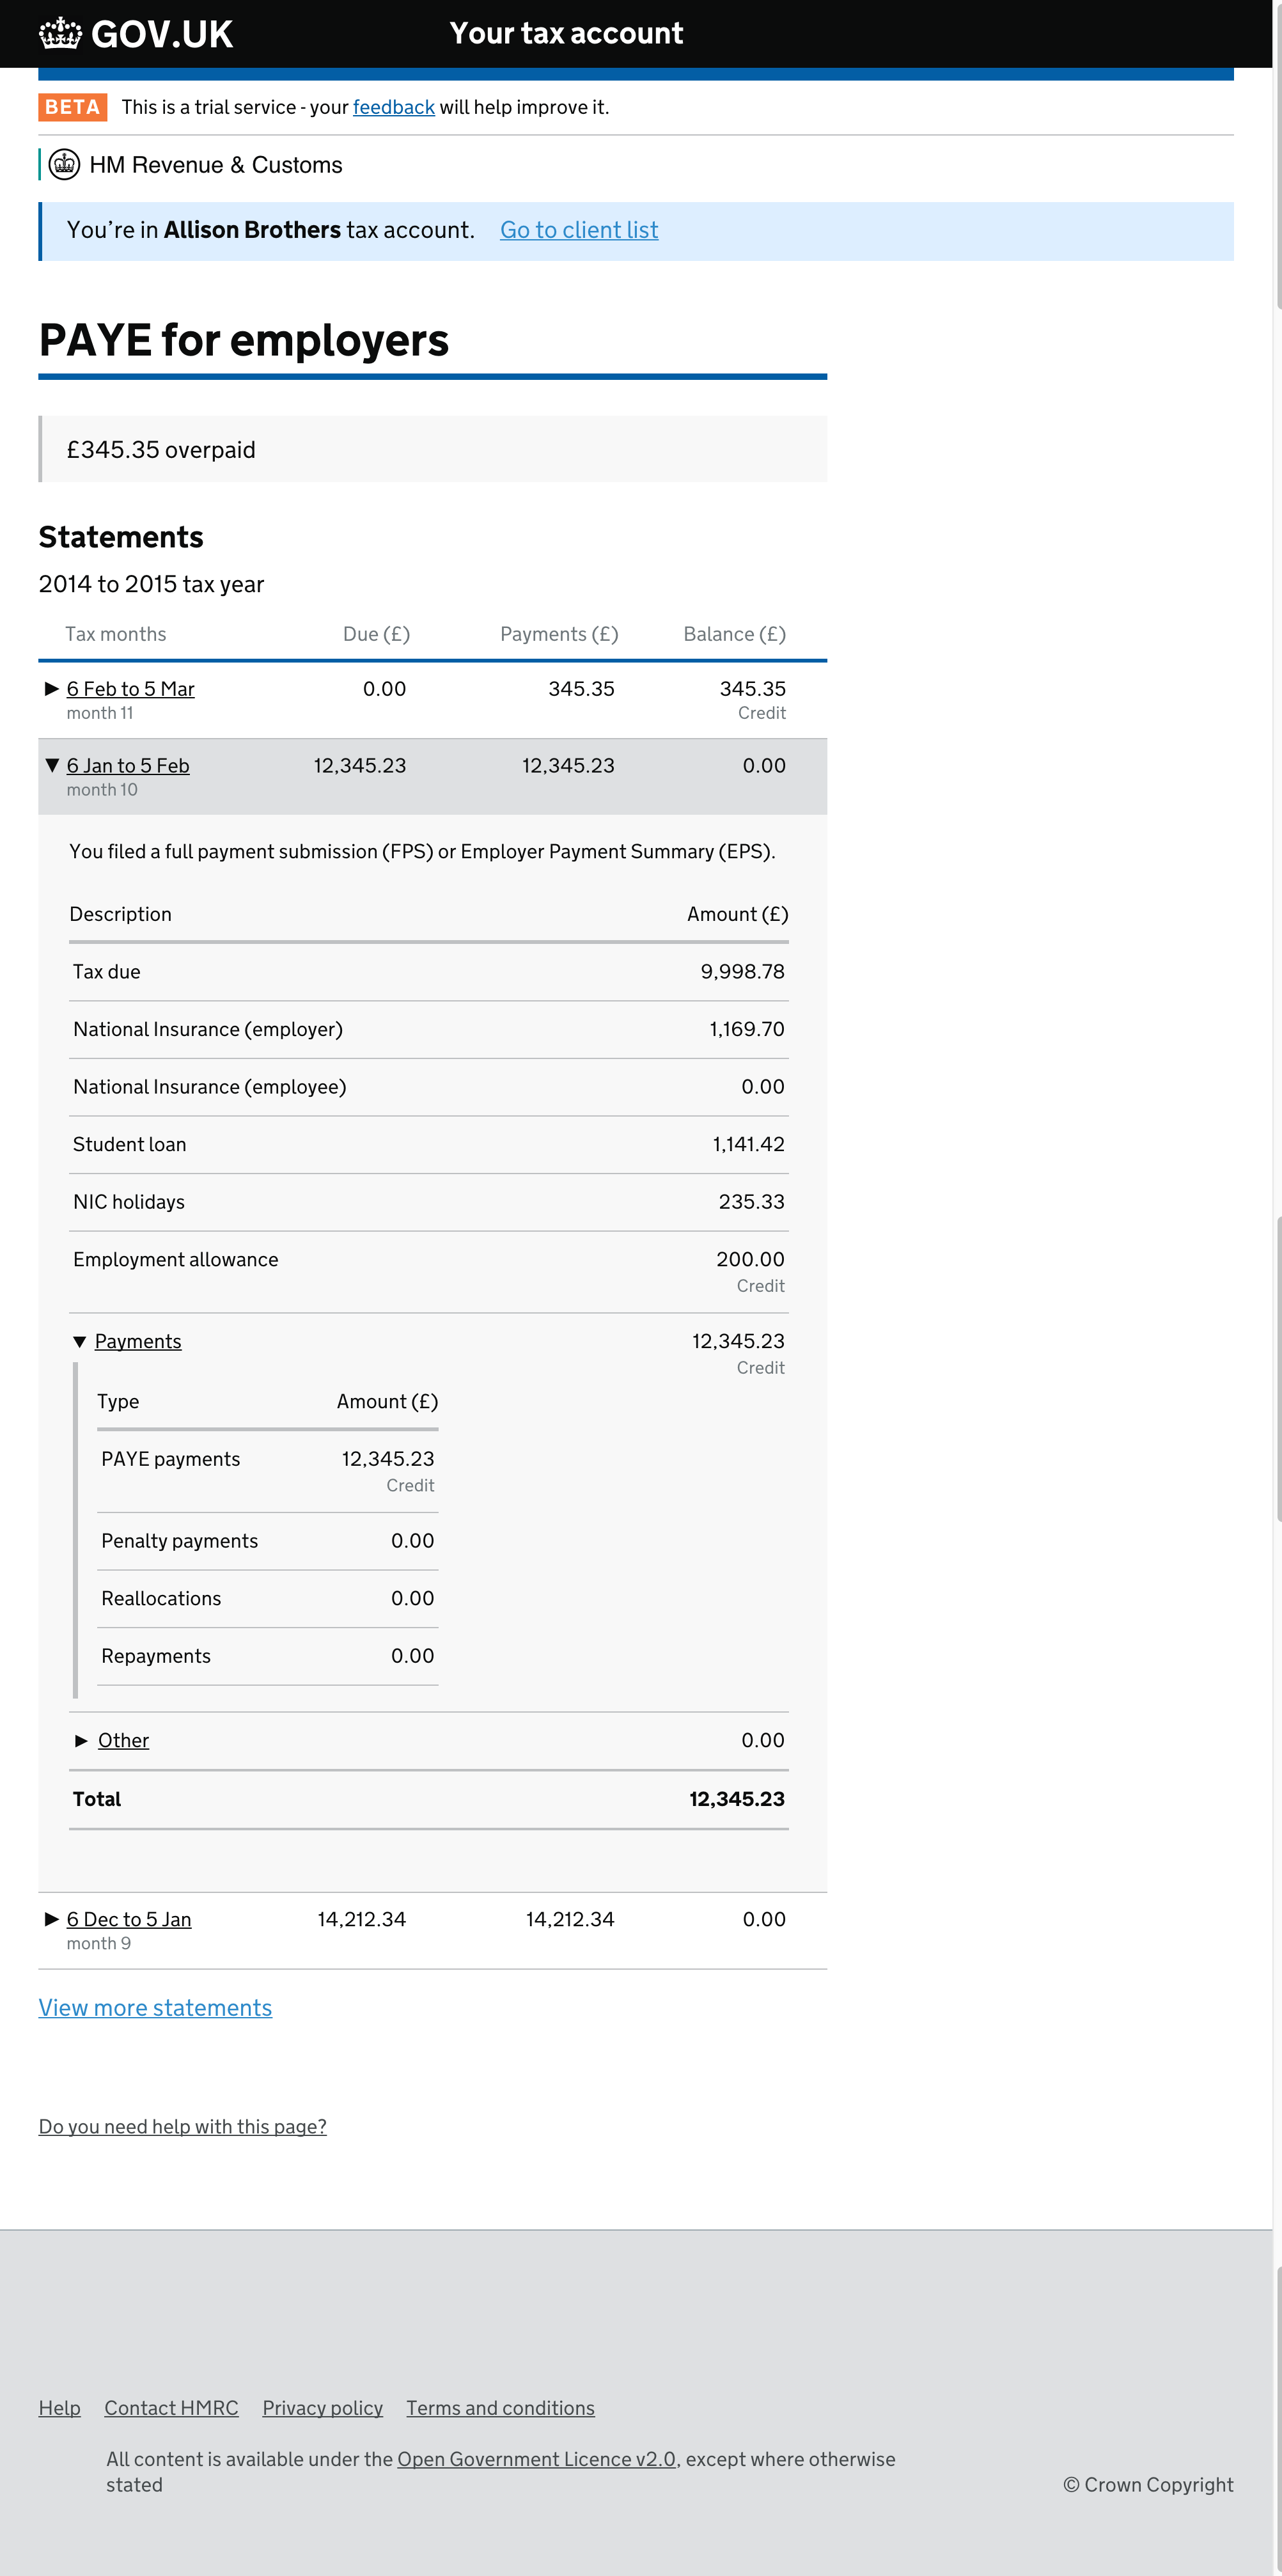 GOV.UK Your tax account
BETA This is a trial service - your feedback will help improve it.
HM Revenue & Customs
You’re in Allison Brothers tax account. Go to client list
PAYE for employers
£345.35 overpaid
Statements
2014 to 2015 tax year
Tax months Due (£) Payments (£) Balance (£)
6 Feb to 5 Mar 0.00 345.35 345.35
month 11 Credit
6 Jan to 5 Feb 12,345.23 12,345.23 0.00
month 10
You filed a full payment submission (FPS) or Employer Payment Summary (EPS).
Description Amount (£)
Tax due 9,998.78
National Insurance (employer) 1,169.70
National Insurance (employee) 0.00
Student loan 1,141.42
NIC holidays 235.33
Employment allowance 200.00
Credit
Payments 12,345.23
Credit
Type Amount (£)
PAYE payments 12,345.23
Credit
Penalty payments 0.00
Reallocations 0.00
Repayments 0.00
Other 0.00
Total 12,345.23
6 Dec to 5 Jan 14,212.34 14,212.34 0.00
month 9
View more statements
Do you need help with this page?
Help Contact HMRC Privacy policy Terms and conditions
All content is available under the Open Government Licence v2.0, except where otherwise
stated © Crown Copyright